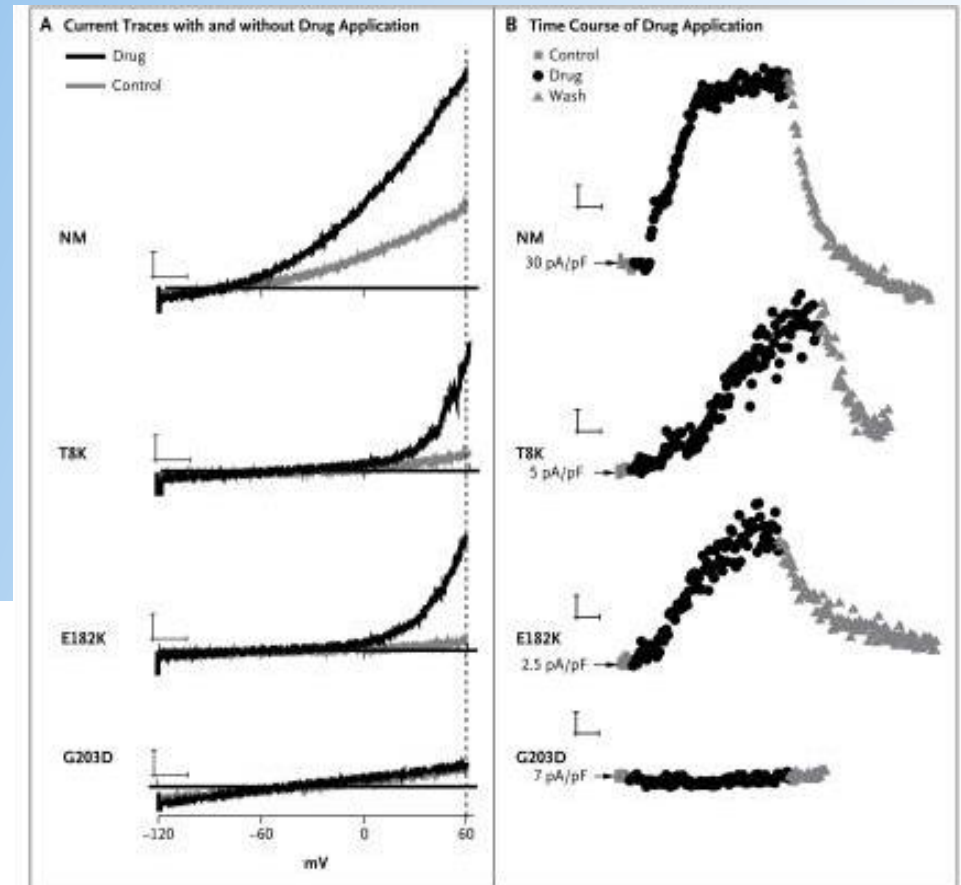 A Current Traces with and without Drug Application
Drug
Control
NM
T8K
E182K
G203D
−120
−60
0
60
mV
B Time Course of Drug Application
Control
Drug
Wash
NM
30 pA/pF
T8K
5 pA/pF
E182K
2.5 pA/pF
G203D
7 pA/pF